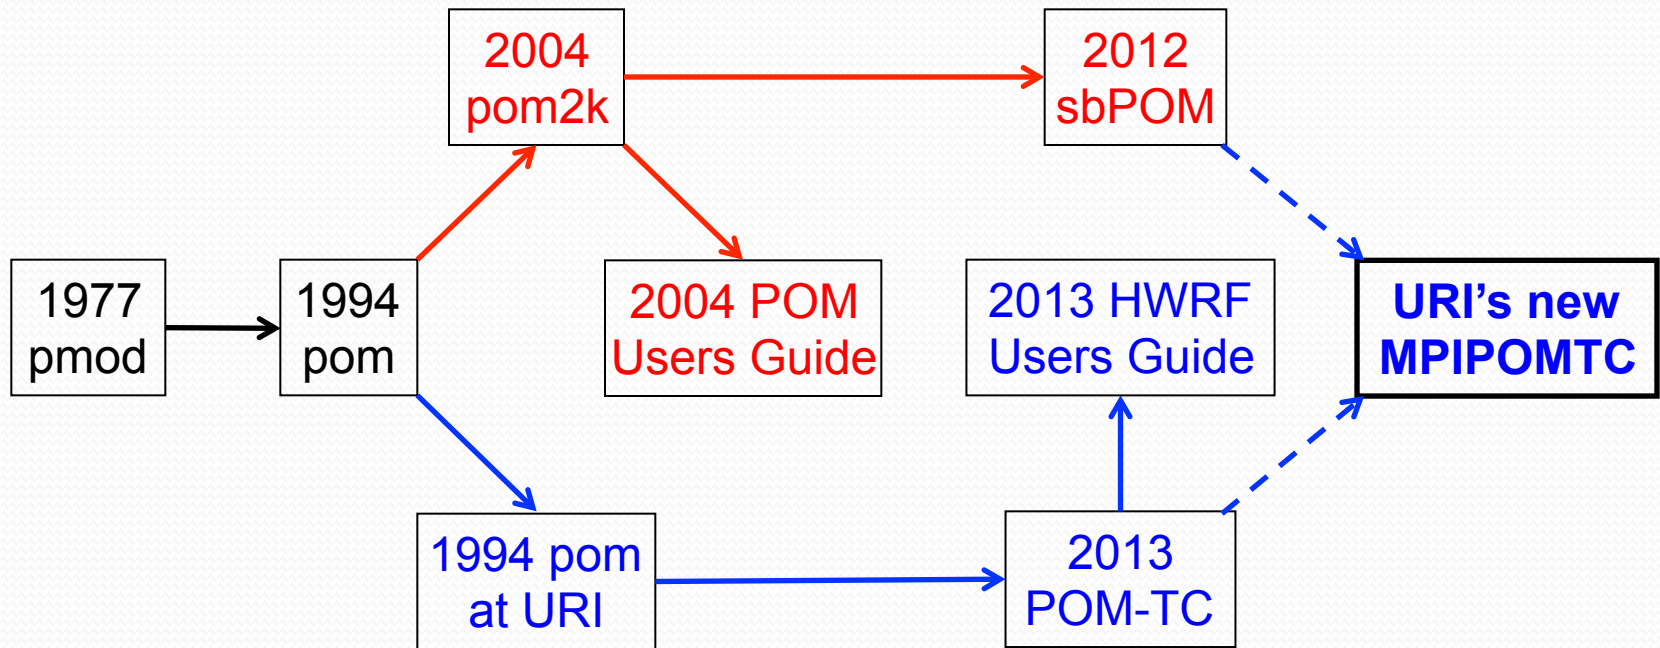 2004
pom2k
2012
sbPOM
1977
pmod
1994
pom
2004 POM
Users Guide
2013 HWRF
Users Guide
URI’s new
MPIPOMTC
1994 pom
at URI
2013
POM-TC